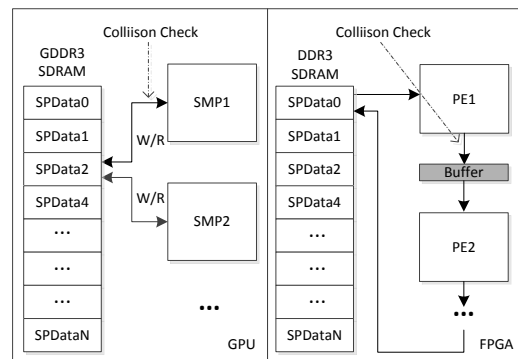 Colliison Check
GDDR3
SDRAM
SPData0
SPData1
SPData2
SPData4
...
...
...
SPDataN
W/R
W/R
SMP1
SMP2
...
GPU
Collision Check
DDR3
SDRAM
SPData0
SPData1
SPData2
SPData4
...
...
...
SPDataN
PE1
Buffer
PE2
...
FPGA